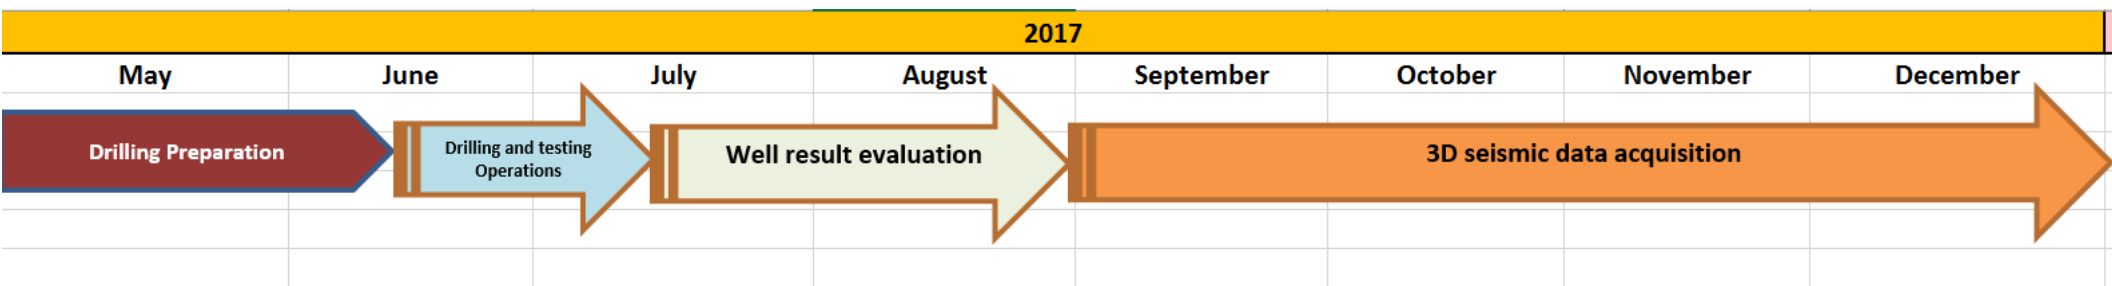 2017
May June July August September October November December
Drilling Preparation
Drilling and testing
Operations
Well result evaluation
3D seismic data acquisition